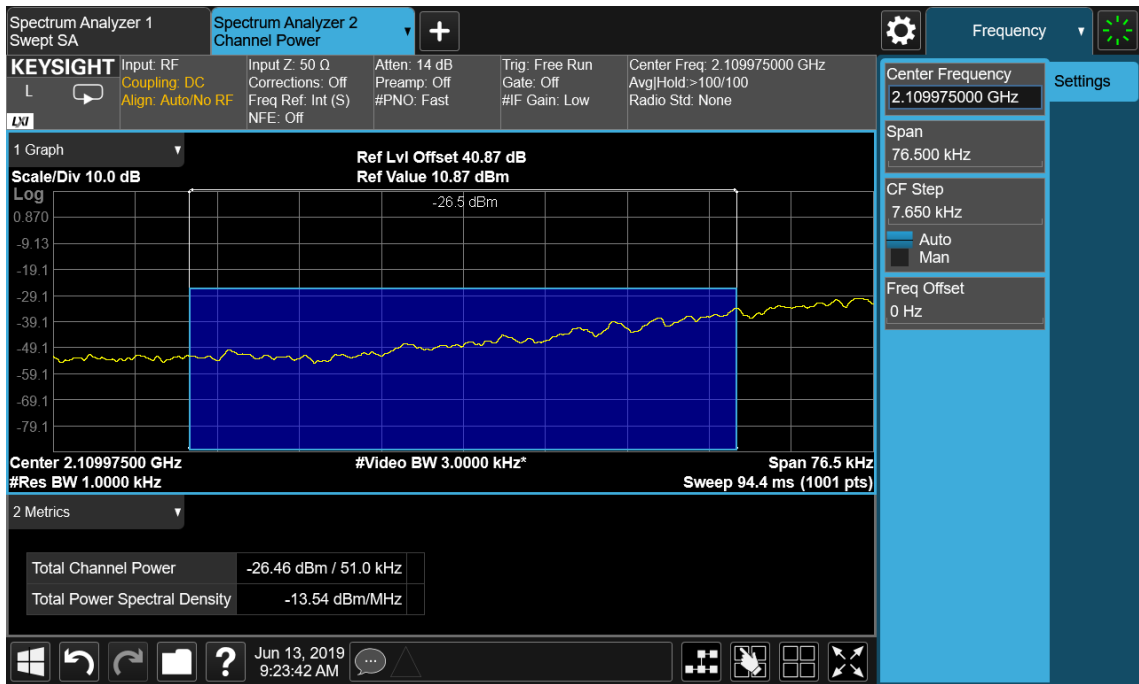 Spectrum Analyzer 1
Swept SA
Spectrum Analyzer 2
Channel Power
▼
+
Frequency
▼
KEYSIGHT
L
LXI
Input: RF
Coupling: DC
Align: Auto/No RF
Input Z: 50 Ω
Corrections: Off
Freq Ref: Int (S)
NFE: Off
Atten: 14 dB
Preamp: Off
#PNO: Fast
Trig: Free Run
Gate: Off
#IF Gain: Low
Center Freq: 2.109975000 GHz
Avg|Hold:>100/100
Radio Std: None
Center Frequency
2.109975000 GHz
Settings
Span
76.500 kHz
CF Step
7.650 kHz
Auto
Man
Freq Offset
0 Hz
1 Graph ▼
Scale/Div 10.0 dB
Ref Lvl Offset 40.87 dB
Ref Value 10.87 dBm
Log
-26.5 dBm
0.870
-9.13
-19.1
-29.1
-39.1
-49.1
-59.1
-69.1
-79.1
Center 2.10997500 GHz
#Video BW 3.0000 kHz*
Span 76.5 kHz
#Res BW 1.0000 kHz
Sweep 94.4 ms (1001 pts)
2 Metrics ▼
Total Channel Power -26.46 dBm / 51.0 kHz
Total Power Spectral Density -13.54 dBm/MHz
?
Jun 13, 2019
9:23:42 AM